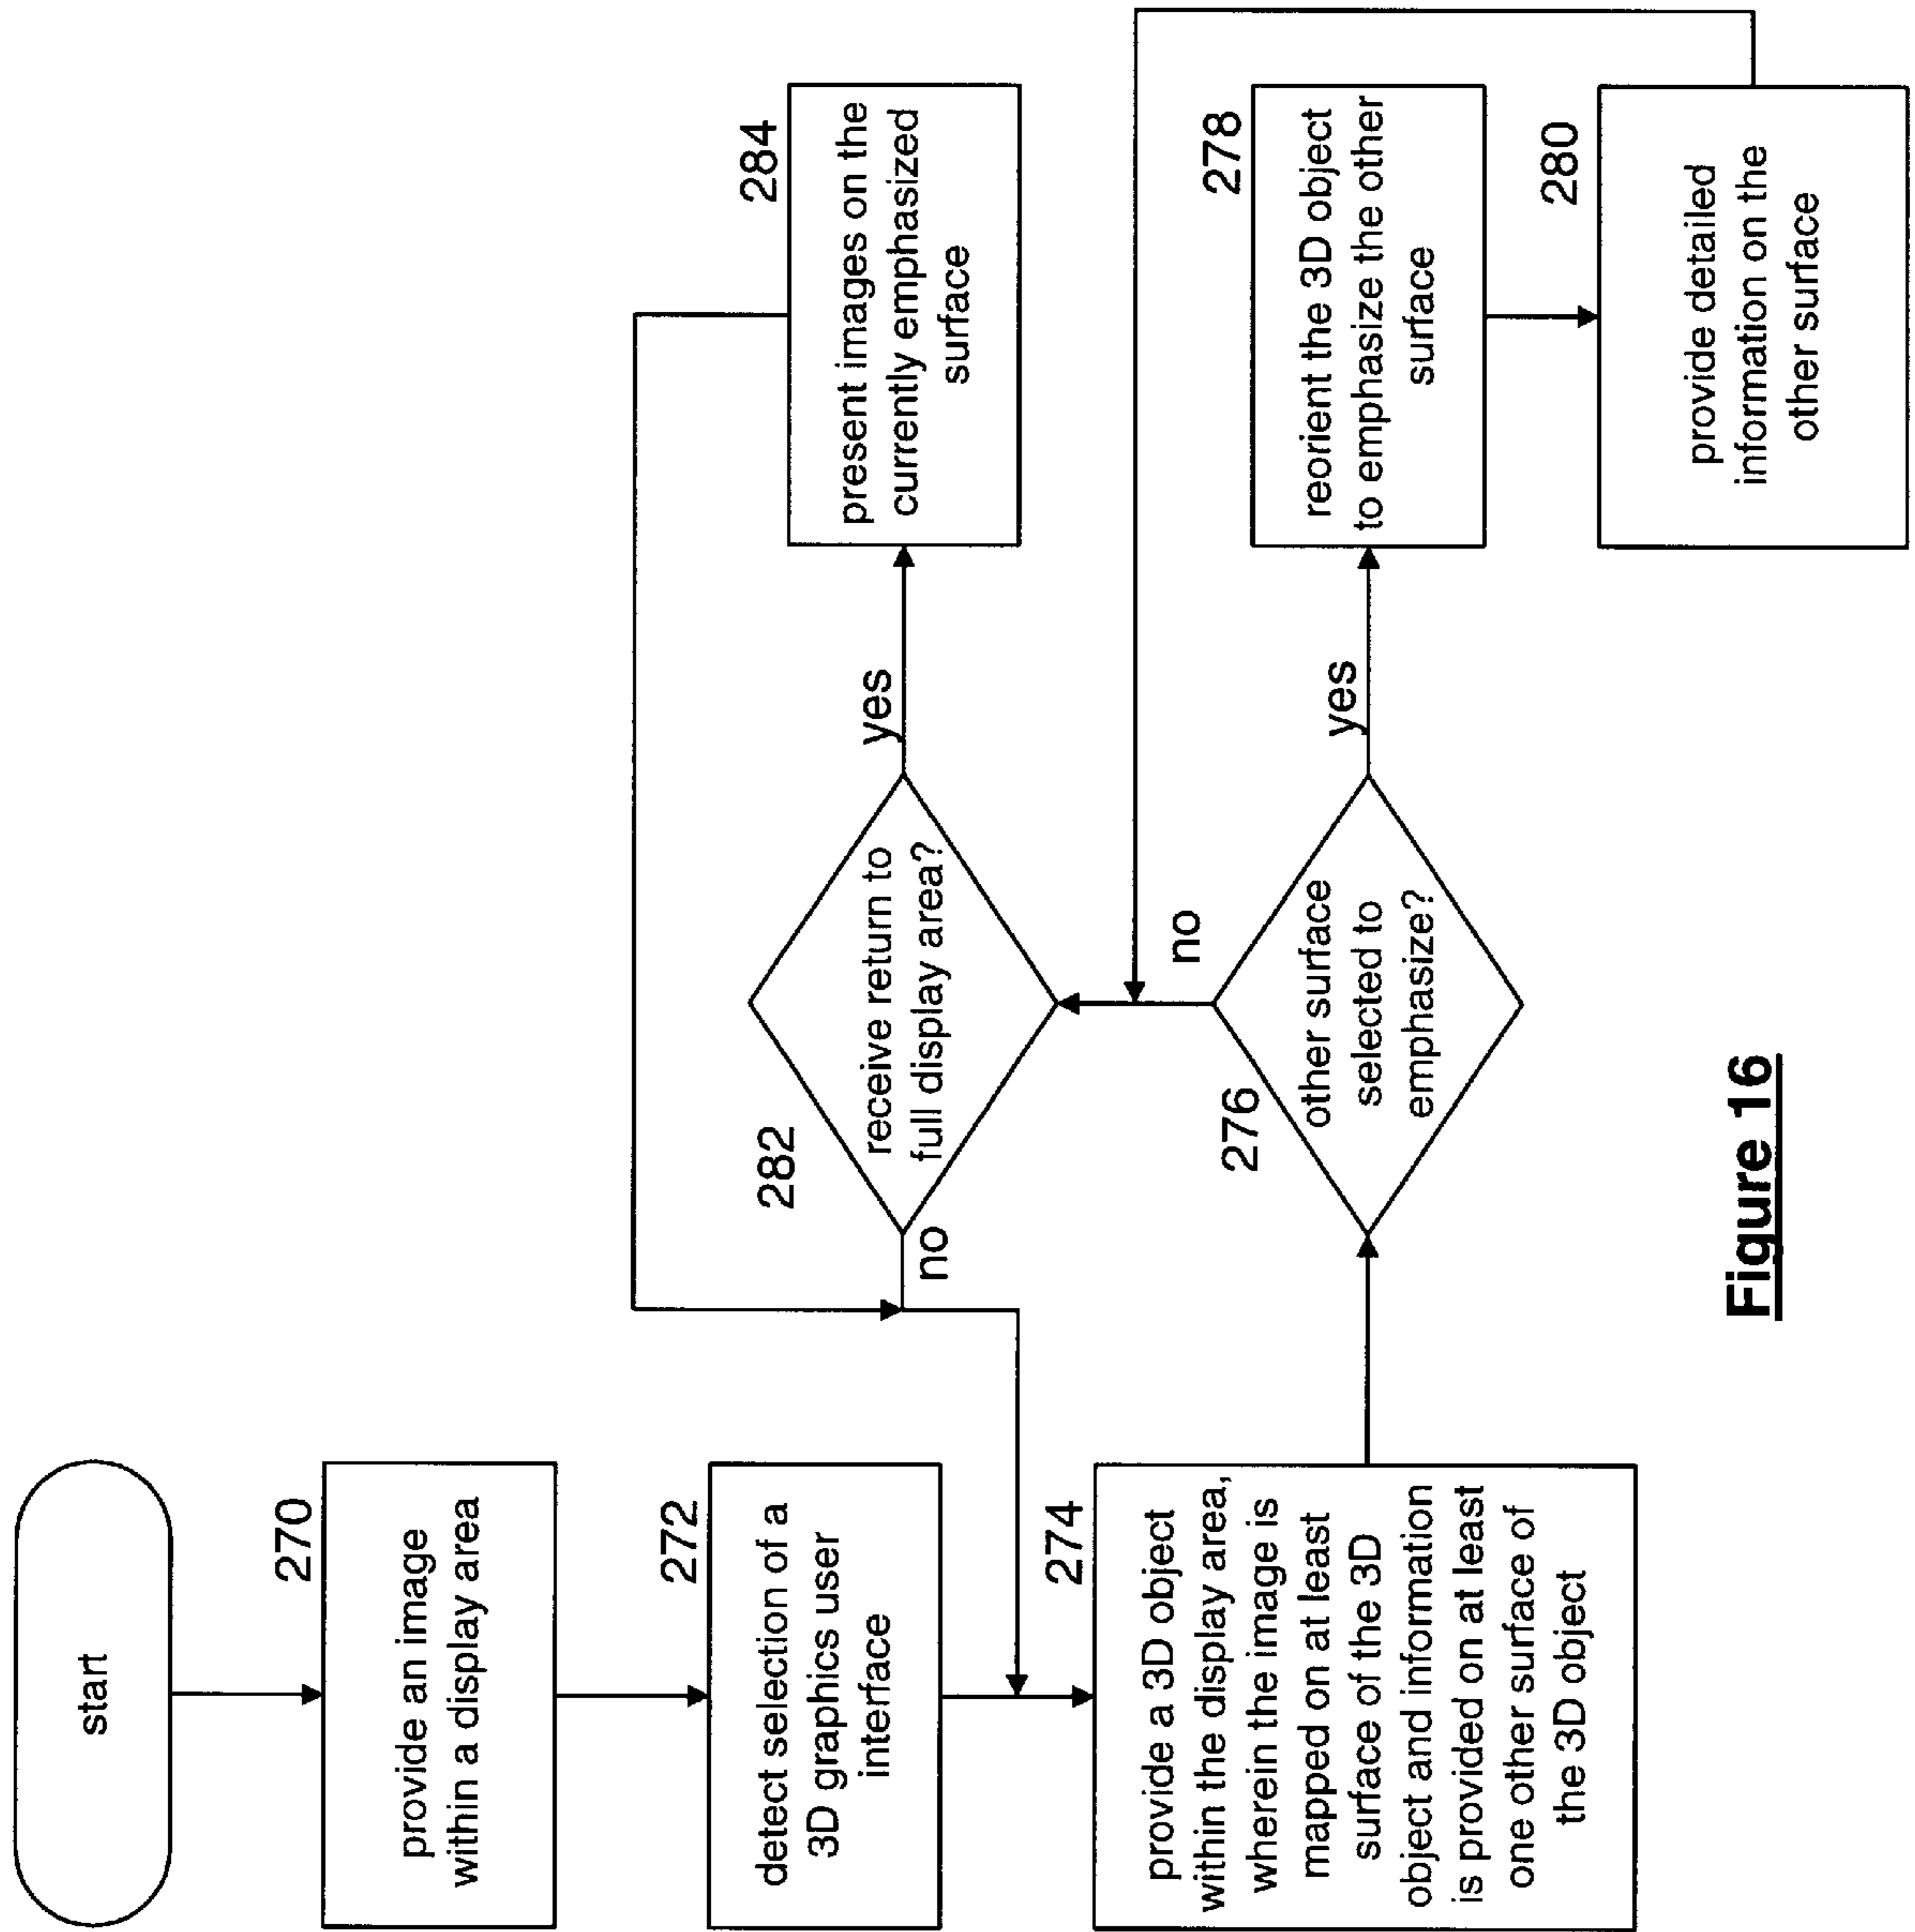 start
270
provide an image
within a display area
272
detect selection of a
3D graphics user
interface
274
provide a 3D object
within the display area,
wherein the image is
mapped on at least
surface of the 3D
object and information
is provided on at least
one other surface of
the 3D object
276
other surface
selected to
emphasize?
yes
no
278
reorient the 3D object
to emphasize the other
surface
280
provide detailed
information on the
other surface
282
receive return to
full display area?
no
yes
284
present images on the
currently emphasized
surface
Figure 16